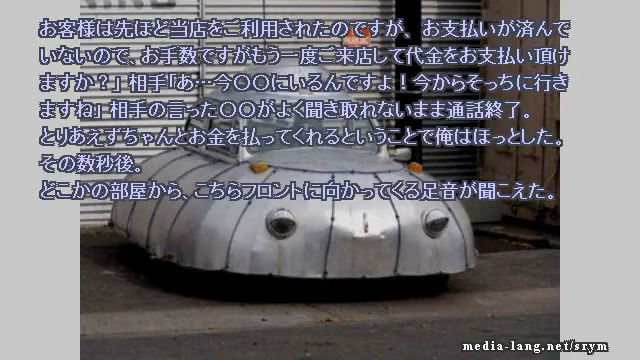 お客様は先ほど当店をご利用されたのですが、お支払いが済んで
いないので、お手数ですがもう一度ご来店して代金をお支払い頂け
ますか？」相手「あ・・今〇〇にいるんですよ！今からそっちに行き
ますね」相手の言った〇〇がよく聞き取れないまま通話終了。
とりあえずちゃんとお金を払ってくれるということで俺はほっとした。
その数秒後。
どこかの部屋から、こちらフロントに向かってくる足音が聞こえた。
media-lang.net/srym